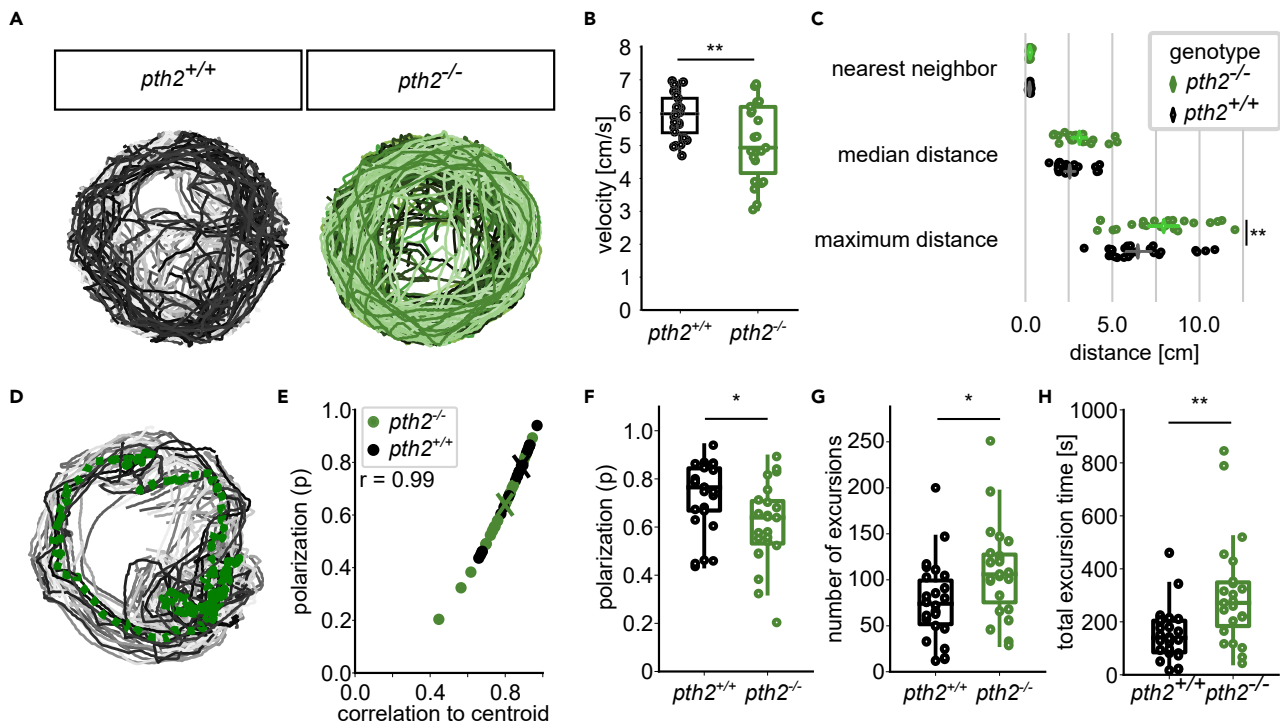 A
pth2+/+
pth2-/-
B
**
velocity [cm/s]
8
7
6
5
4
3
2
1
0
pth2+/+
pth2-/-
C
genotype
pth2-/-
pth2+/+
nearest neighbor
median distance
maximum distance
**
0.0 5.0 10.0
distance [cm]
D
E
pth2-/-
pth2+/+
r = 0.99
polarization (p)
1.0
0.8
0.6
0.4
0.2
0.0
0 0.4 0.8
correlation to centroid
F
*
polarization (p)
1.0
0.8
0.6
0.4
0.2
0
pth2+/+
pth2-/-
G
*
number of excursions
250
200
150
100
50
0
pth2+/+
pth2-/-
H
**
total excursion time [s]
1000
800
600
400
200
0
pth2+/+
pth2-/-